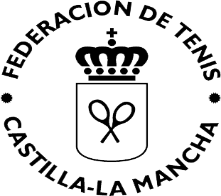 FEDERACION DE TENIS
CASTILLA-LA MANCHA